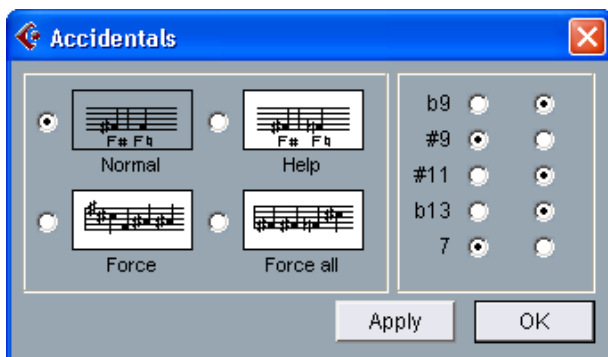 Accidentals
F# F♮
Normal
F# F♮
Help
Force
Force all
b9
#9
#11
b13
7
Apply
OK